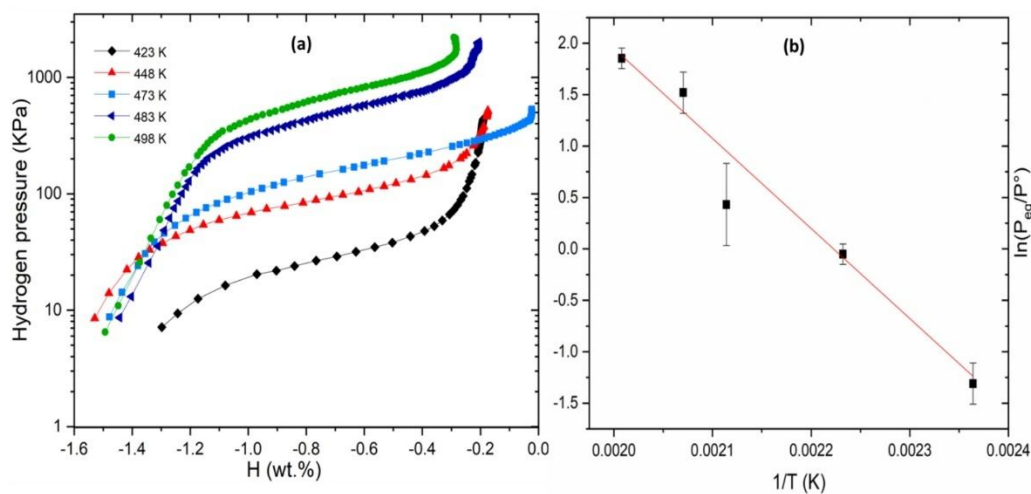 (a)
423 K
448 K
473 K
483 K
498 K
Hydrogen pressure (KPa)
1000
100
10
1
-1.6
-1.4
-1.2
-1.0
-0.8
-0.6
-0.4
-0.2
0.0
H (wt.%)
(b)
2.0
1.5
1.0
0.5
0.0
-0.5
-1.0
-1.5
ln(Peq/P°)
0.0020
0.0021
0.0022
0.0023
0.0024
1/T (K)